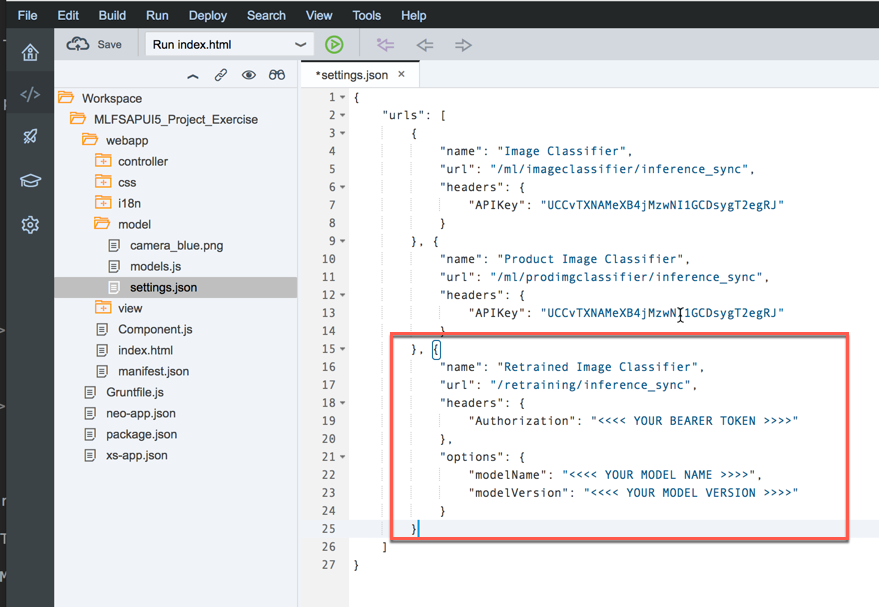 File Edit Build Run Deploy Search View Tools Help
Save Run index.html
*settings.json ×
Workspace
MLFSAPUI5_Project_Exercise
webapp
controller
css
i18n
model
camera_blue.png
models.js
settings.json
view
Component.js
index.html
manifest.json
Gruntfile.js
neo-app.json
package.json
xs-app.json
1 {
2 "urls": [
3 {
4 "name": "Image Classifier",
5 "url": "/ml/imageclassifier/inference_sync",
6 "headers": {
7 "APIKey": "UCCvTXNAMeXB4jMzwNI1GCDsygT2egRJ"
8 }
9 }, {
10 "name": "Product Image Classifier",
11 "url": "/ml/prodimgclassifier/inference_sync",
12 "headers": {
13 "APIKey": "UCCvTXNAMeXB4jMzwNI1GCDsygT2egRJ"
14 }
15 }, {
16 "name": "Retrained Image Classifier",
17 "url": "/retraining/inference_sync",
18 "headers": {
19 "Authorization": "<<<< YOUR BEARER TOKEN >>>>"
20 },
21 "options": {
22 "modelName": "<<<< YOUR MODEL NAME >>>>",
23 "modelVersion": "<<<< YOUR MODEL VERSION >>>>"
24 }
25 }
26 ]
27 }